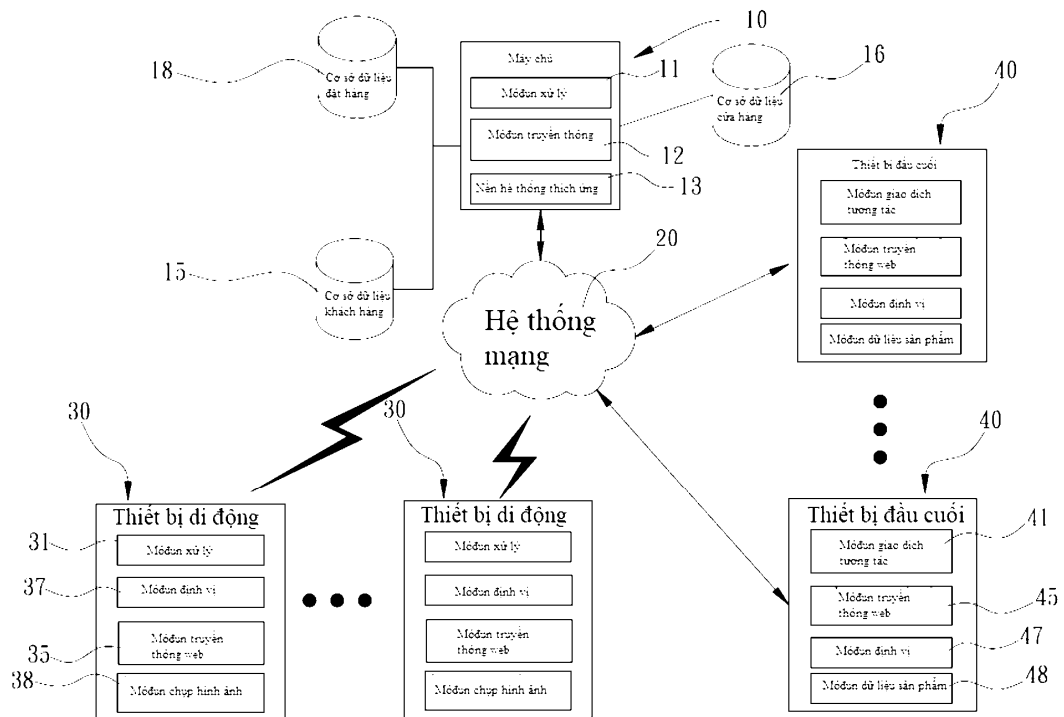 10
18
Cơ sở dữ liệu
đặt hàng
Máy chủ
11
Môđun xử lý
Môđun truyền thông
12
Nền hệ thống thích ứng
13
16
Cơ sở dữ liệu
cửa hàng
40
Thiết bị đầu cuối
Môđun giao dịch
tương tác
Môđun truyền
thông web
Môđun định vị
Môđun dữ liệu sản phẩm
15
Cơ sở dữ liệu
khách hàng
20
Hệ thống
mạng
30
Thiết bị di động
31
Môđun xử lý
37
Môđun định vị
35
Môđun truyền
thông web
38
Môđun chụp hình ảnh
30
Thiết bị di động
Môđun xử lý
Môđun định vị
Môđun truyền
thông web
Môđun chụp hình ảnh
40
Thiết bị đầu cuối
Môđun giao dịch
tương tác
41
Môđun truyền
thông web
45
Môđun định vị
47
Môđun dữ liệu sản phẩm
48